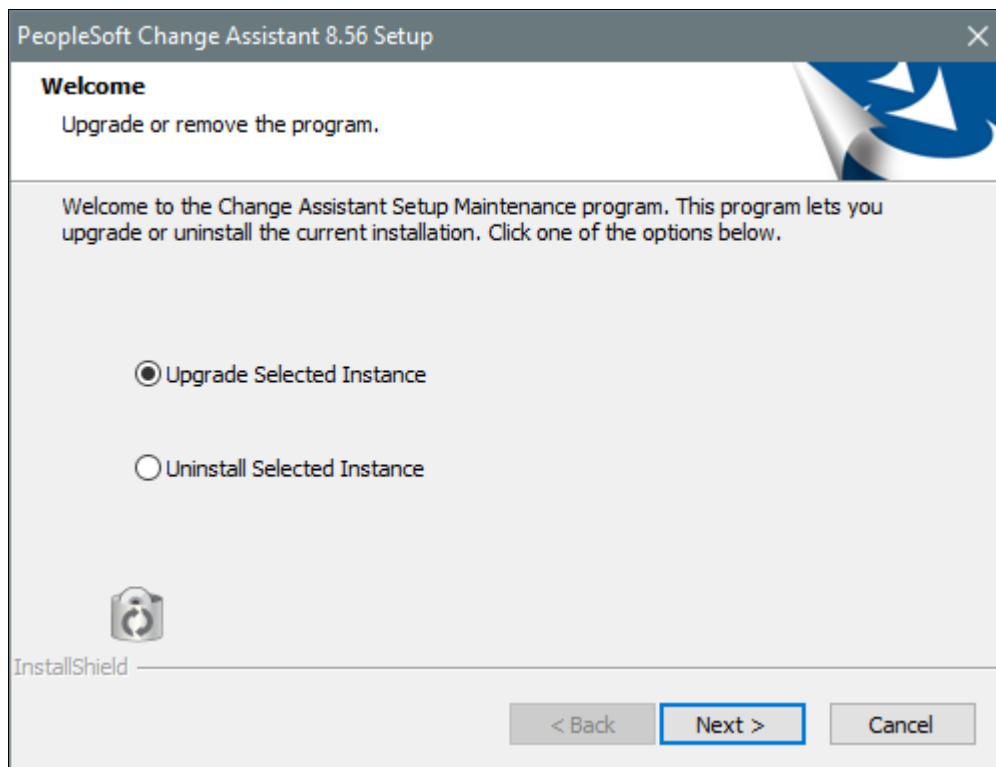 PeopleSoft Change Assistant 8.56 Setup
Welcome
Upgrade or remove the program.
Welcome to the Change Assistant Setup Maintenance program. This program lets you
upgrade or uninstall the current installation. Click one of the options below.
Upgrade Selected Instance
Uninstall Selected Instance
InstallShield
< Back Next > Cancel